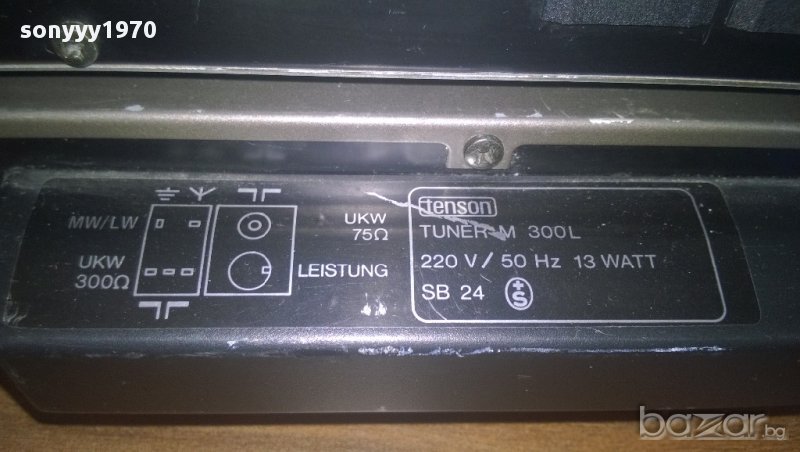 sonyyy1970
MW/LW
UKW
300Ω
UKW
75Ω
LEISTUNG
tenson
TUNER-M 300L
220 V/50 Hz 13 WATT
SB 24 +S
bazar.bg